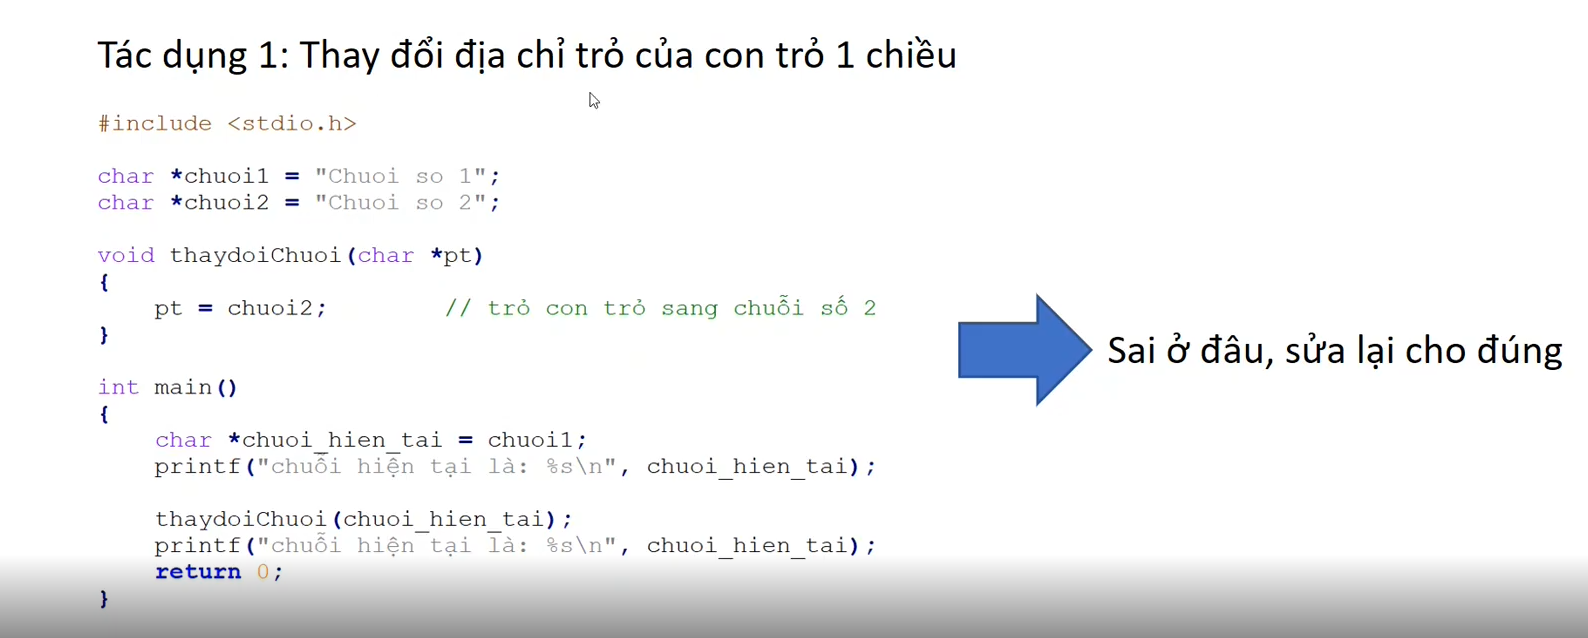 Tác dụng 1: Thay đổi địa chỉ trỏ của con trỏ 1 chiều
#include <stdio.h>
char *chuoi1 = "Chuoi so 1";
char *chuoi2 = "Chuoi so 2";
void thaydoiChuoi(char *pt)
{
    pt = chuoi2;        // trỏ con trỏ sang chuỗi số 2
}
Sai ở đâu, sửa lại cho đúng
int main()
{
    char *chuoi_hien_tai = chuoi1;
    printf("chuỗi hiện tại là: %s\n", chuoi_hien_tai);
    thaydoiChuoi(chuoi_hien_tai);
    printf("chuỗi hiện tại là: %s\n", chuoi_hien_tai);
    return 0;
}